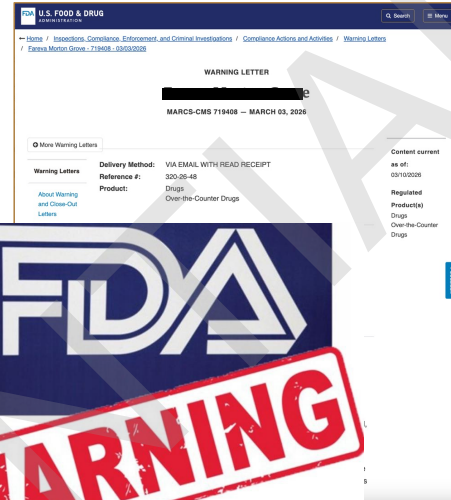 FDA U.S. FOOD & DRUG
ADMINISTRATION
Search
Menu
Home / Inspections, Compliance, Enforcement, and Criminal Investigations / Compliance Actions and Activities / Warning Letters
/ Fareva Morton Grove - 719408 - 03/03/2026
WARNING LETTER
MARCS-CMS 719408 — MARCH 03, 2026
More Warning Letters
Warning Letters
About Warning
and Close-Out
Letters
Delivery Method: VIA EMAIL WITH READ RECEIPT
Reference #: 320-26-48
Product: Drugs
Over-the-Counter Drugs
Content current
as of:
03/10/2026
Regulated
Product(s)
Drugs
Over-the-Counter
Drugs
FDA
ARNING